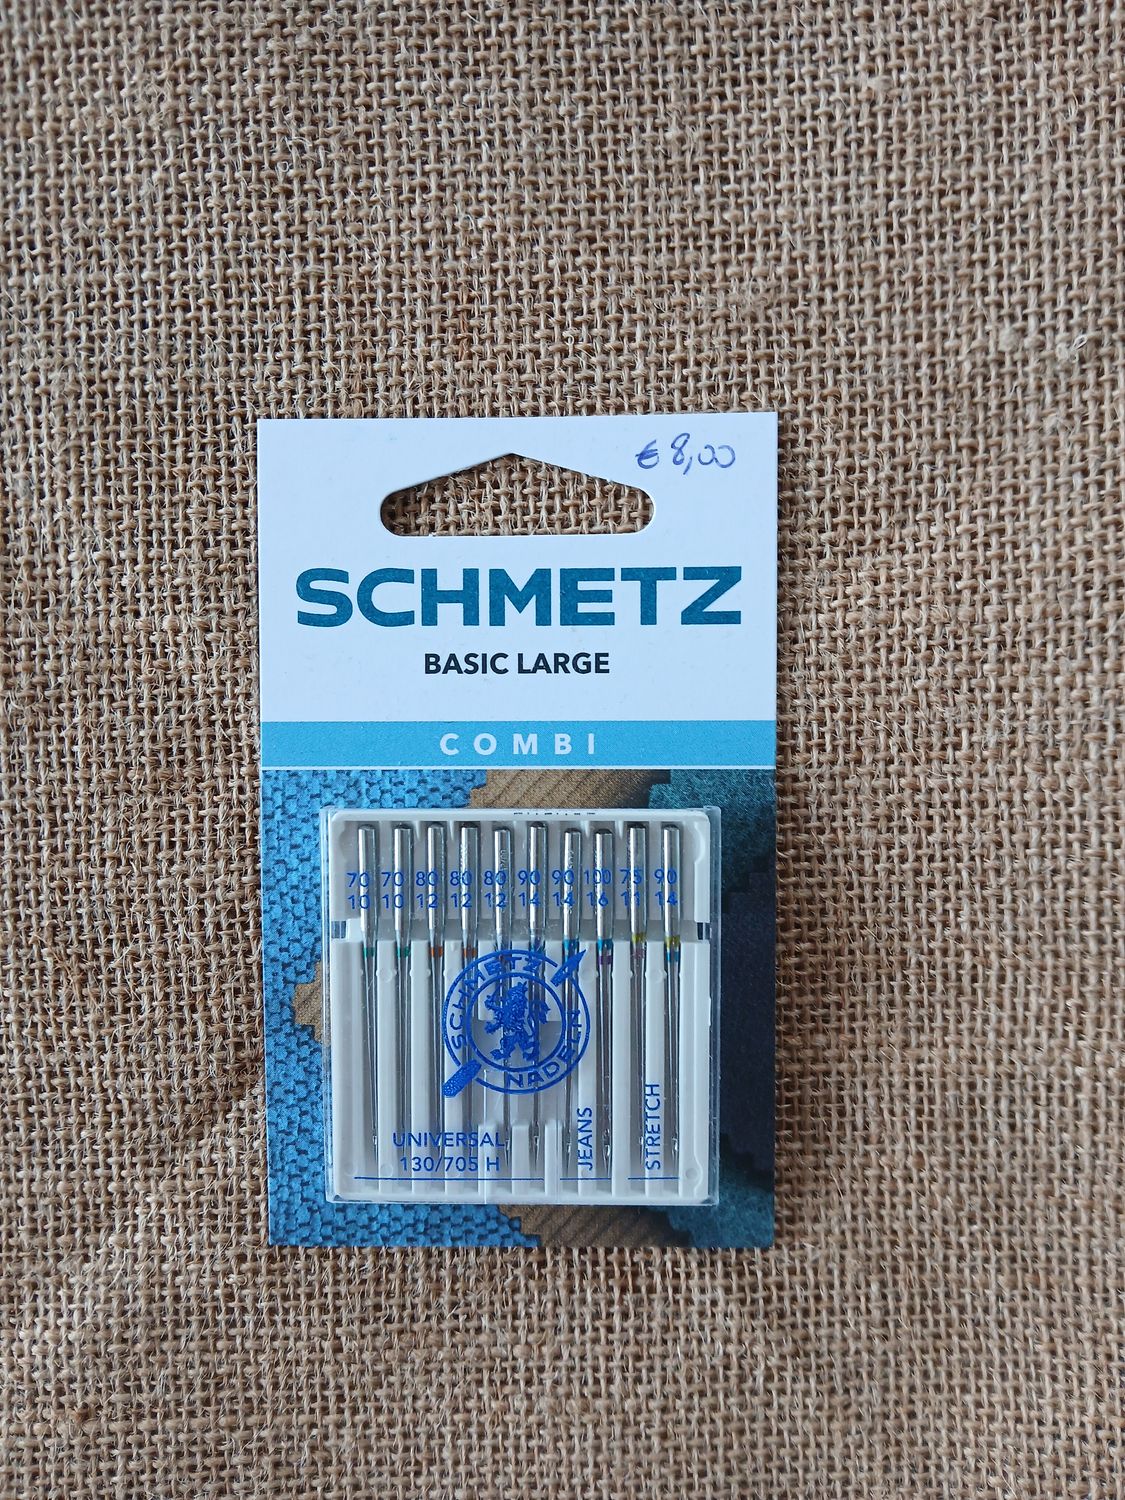 € 8,00
SCHMETZ
BASIC LARGE
COMBI
70 70 80 80 80 90 90 100 75 90
10 10 12 12 12 14 14 16 11 14
SCHMETZ
NADELN
UNIVERSAL
130/705 H
JEANS
STRETCH